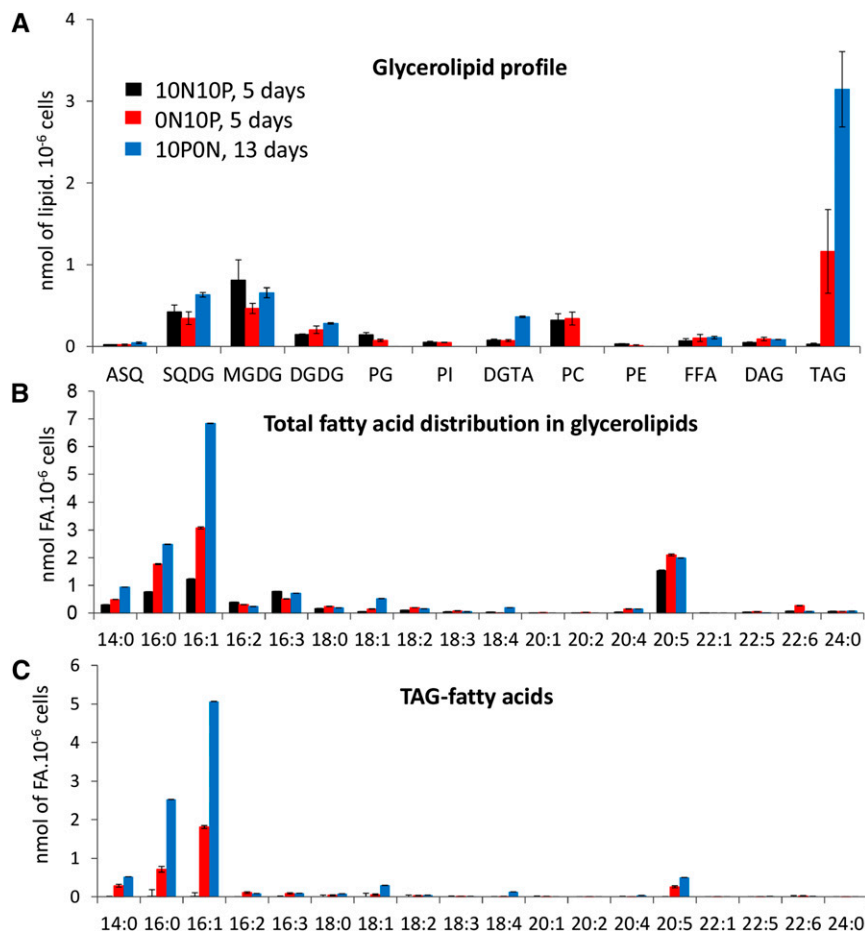 A
Glycerolipid profile
10N10P, 5 days
0N10P, 5 days
10P0N, 13 days
nmol of lipid. 10⁻⁶ cells
4
3
2
1
0
ASQ SQDG MGDG DGDG PG PI DGTA PC PE FFA DAG TAG
B
Total fatty acid distribution in glycerolipids
nmol FA.10⁻⁶ cells
8
7
6
5
4
3
2
1
0
14:0 16:0 16:1 16:2 16:3 18:0 18:1 18:2 18:3 18:4 20:1 20:2 20:4 20:5 22:1 22:5 22:6 24:0
C
TAG-fatty acids
nmol of FA.10⁻⁶ cells
6
5
4
3
2
1
0
14:0 16:0 16:1 16:2 16:3 18:0 18:1 18:2 18:3 18:4 20:1 20:2 20:4 20:5 22:1 22:5 22:6 24:0